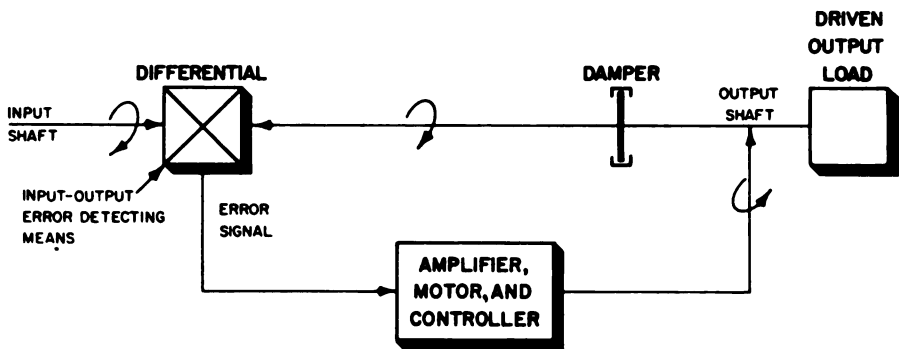 DRIVEN
OUTPUT
LOAD
DIFFERENTIAL
DAMPER
INPUT
SHAFT
OUTPUT
SHAFT
INPUT-OUTPUT
ERROR DETECTING
MEANS
ERROR
SIGNAL
AMPLIFIER,
MOTOR, AND
CONTROLLER